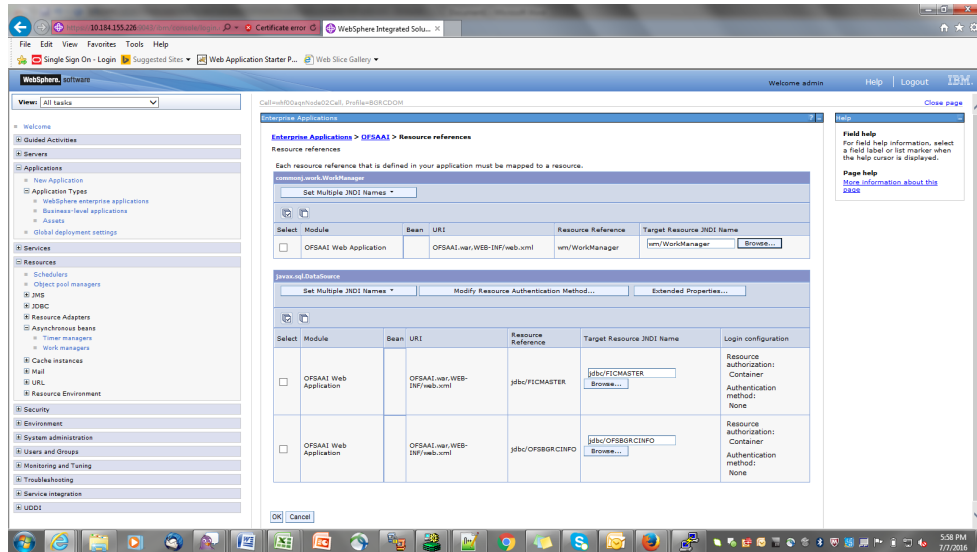 10.184.155.226
Certificate error
WebSphere Integrated Solu...
File Edit View Favorites Tools Help
Single Sign On - Login Suggested Sites Web Application Starter P... Web Slice Gallery
WebSphere. software
Welcome admin
Help Logout
IBM.
View: All tasks
Welcome
Guided Activities
Servers
Applications
New Application
Application Types
WebSphere enterprise applications
Business-level applications
Assets
Global deployment settings
Services
Resources
Schedulers
Object pool managers
JMS
JDBC
Resource Adapters
Asynchronous beans
Timer managers
Work managers
Cache instances
Mail
URL
Resource Environment
Security
Environment
System administration
Users and Groups
Monitoring and Tuning
Troubleshooting
Service integration
UDDI
Profile=BGRCDOM
Close page
Enterprise Applications
Enterprise Applications > OFSAAI > Resource references
Resource references
Each resource reference that is defined in your application must be mapped to a resource.
commonj.work.WorkManager
Set Multiple JNDI Names
Select Module Bean URI Resource Reference Target Resource JNDI Name
OFSAAI Web Application OFSAAI.war,WEB-INF/web.xml wm/WorkManager wm/WorkManager Browse...
javax.sql.DataSource
Set Multiple JNDI Names Modify Resource Authentication Method... Extended Properties...
Select Module Bean URI Resource Reference Target Resource JNDI Name Login configuration
OFSAAI Web Application
OFSAAI.war,WEB-INF/web.xml
jdbc/FICMASTER
jdbc/FICMASTER
Browse...
Resource authorization:
Container
Authentication method:
None
OFSAAI Web Application
OFSAAI.war,WEB-INF/web.xml
jdbc/OFSBGRCINFO
jdbc/OFSBGRCINFO
Browse...
Resource authorization:
Container
Authentication method:
None
OK Cancel
Help
Field help
For field help information, select
a field label or list marker when
the help cursor is displayed.
Page help
More information about this
page
5:58 PM
7/7/2016